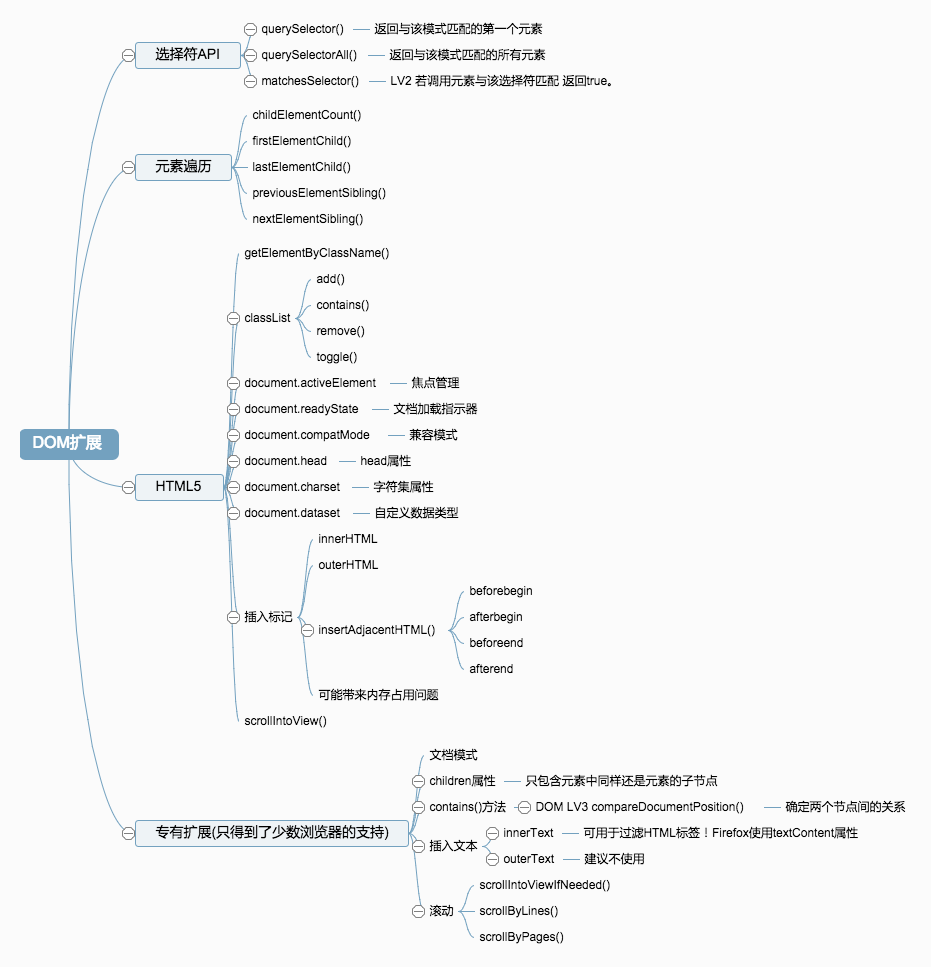 querySelector() 返回与该模式匹配的第一个元素
选择符API
querySelectorAll() 返回与该模式匹配的所有元素
matchesSelector() LV2 若调用元素与该选择符匹配 返回true。
childElementCount()
firstElementChild()
元素遍历
lastElementChild()
previousElementSibling()
nextElementSibling()
getElementByClassName()
add()
contains()
classList
remove()
toggle()
document.activeElement 焦点管理
document.readyState 文档加载指示器
document.compatMode 兼容模式
DOM扩展
document.head head属性
HTML5
document.charset 字符集属性
document.dataset 自定义数据类型
innerHTML
outerHTML
beforebegin
插入标记
afterbegin
insertAdjacentHTML()
beforeend
afterend
可能带来内存占用问题
scrollIntoView()
文档模式
children属性 只包含元素中同样还是元素的子节点
contains()方法 DOM LV3 compareDocumentPosition() 确定两个节点间的关系
专有扩展(只得到了少数浏览器的支持)
innerText 可用于过滤HTML标签！Firefox使用textContent属性
插入文本
outerText 建议不使用
scrollIntoViewIfNeeded()
滚动
scrollByLines()
scrollByPages()